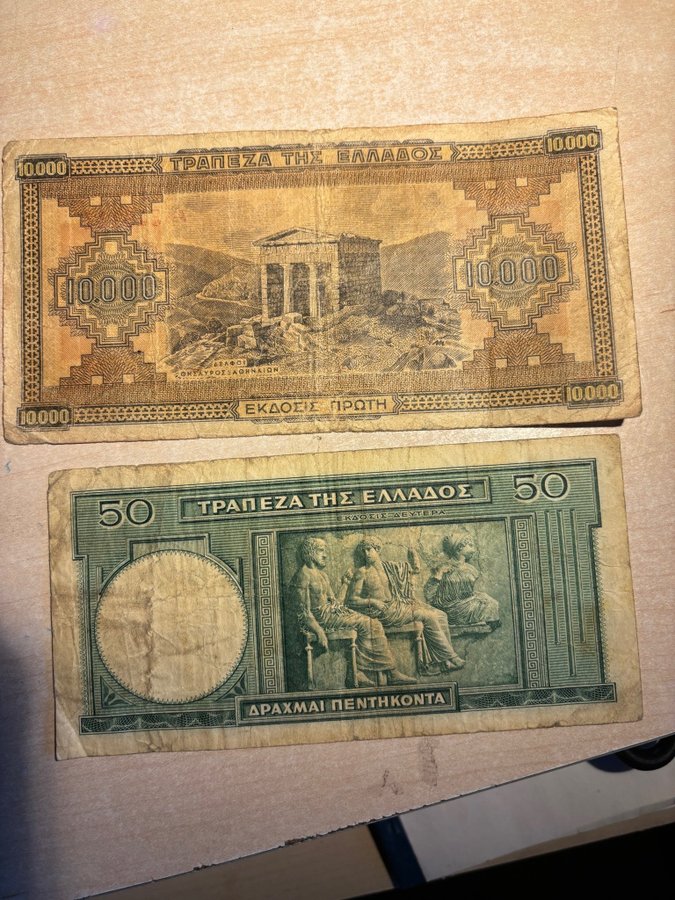 10.000 ΤΡΑΠΕΖΑ ΤΗΣ ΕΛΛΑΔΟΣ 10.000
10.000 10.000
ΔΕΛΦΟΙ
ΘΗΣΑΥΡΟΣ ΑΘΗΝΑΙΩΝ
10.000 ΕΚΔΟΣΙΣ ΠΡΩΤΗ 10.000
50 ΤΡΑΠΕΖΑ ΤΗΣ ΕΛΛΑΔΟΣ 50
ΕΚΔΟΣΙΣ ΔΕΥΤΕΡΑ
ΔΡΑΧΜΑΙ ΠΕΝΤΗΚΟΝΤΑ